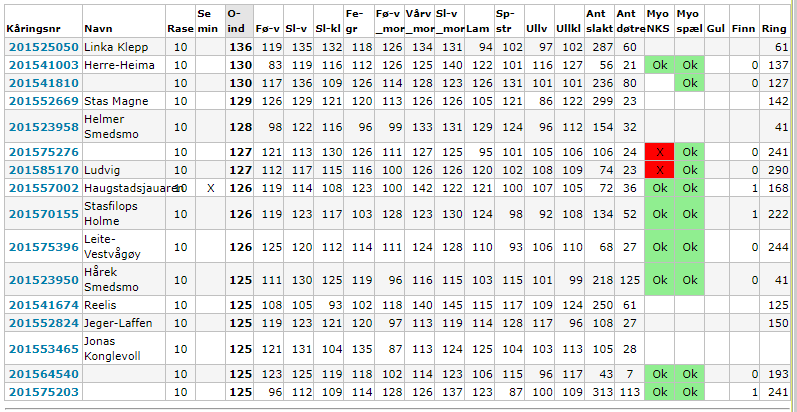 Kåringsnr Navn Rase Se min O-ind Fø-v Sl-v Sl-kl Fe-gr Fø-v _mor Vårv _mor Sl-v _mor Lam Sp-str Ullv Ullkl Ant slakt Ant døtre Myo NKS Myo spæl Gul Finn Ring
201525050 Linka Klepp 10 136 119 135 132 118 126 134 131 94 102 97 102 287 60 61
201541003 Herre-Heima 10 130 83 119 116 112 126 125 140 122 101 116 127 56 21 Ok Ok 0 137
201541810 10 130 117 136 109 126 114 128 123 126 131 101 101 236 80 Ok 0 127
201552669 Stas Magne 10 129 126 129 121 120 113 126 126 105 121 86 122 299 23 142
201523958 Helmer Smedsmo 10 128 98 122 116 96 99 133 131 129 124 96 112 154 32 41
201575276 10 127 121 113 130 126 111 127 125 95 101 105 106 106 24 X Ok 0 241
201585170 Ludvig 10 127 112 117 115 116 100 126 126 120 102 108 109 74 23 X Ok 0 290
201557002 Haugstadsjauaren 10 X 126 119 114 108 123 100 142 122 121 100 107 105 72 36 Ok Ok 1 168
201570155 Stasfilops Holme 10 126 119 123 117 103 128 123 130 124 98 92 108 134 52 Ok Ok 1 222
201575396 Leite-Vestvågøy 10 126 125 120 112 114 111 124 128 110 93 106 110 68 27 Ok Ok 0 244
201523950 Hårek Smedsmo 10 125 111 130 125 119 96 116 115 103 115 101 99 218 125 Ok Ok 0 41
201541674 Reelis 10 125 108 105 93 102 118 140 145 115 117 109 124 250 61 125
201552824 Jeger-Laffen 10 125 119 123 121 120 97 113 119 114 128 117 96 108 27 150
201553465 Jonas Konglevoll 10 125 121 131 104 135 87 113 124 125 104 103 113 105 28
201564540 10 125 123 125 119 118 102 114 123 106 115 96 117 43 7 Ok Ok 0 193
201575203 10 125 96 112 109 114 128 126 137 123 87 100 109 313 113 Ok Ok 1 241